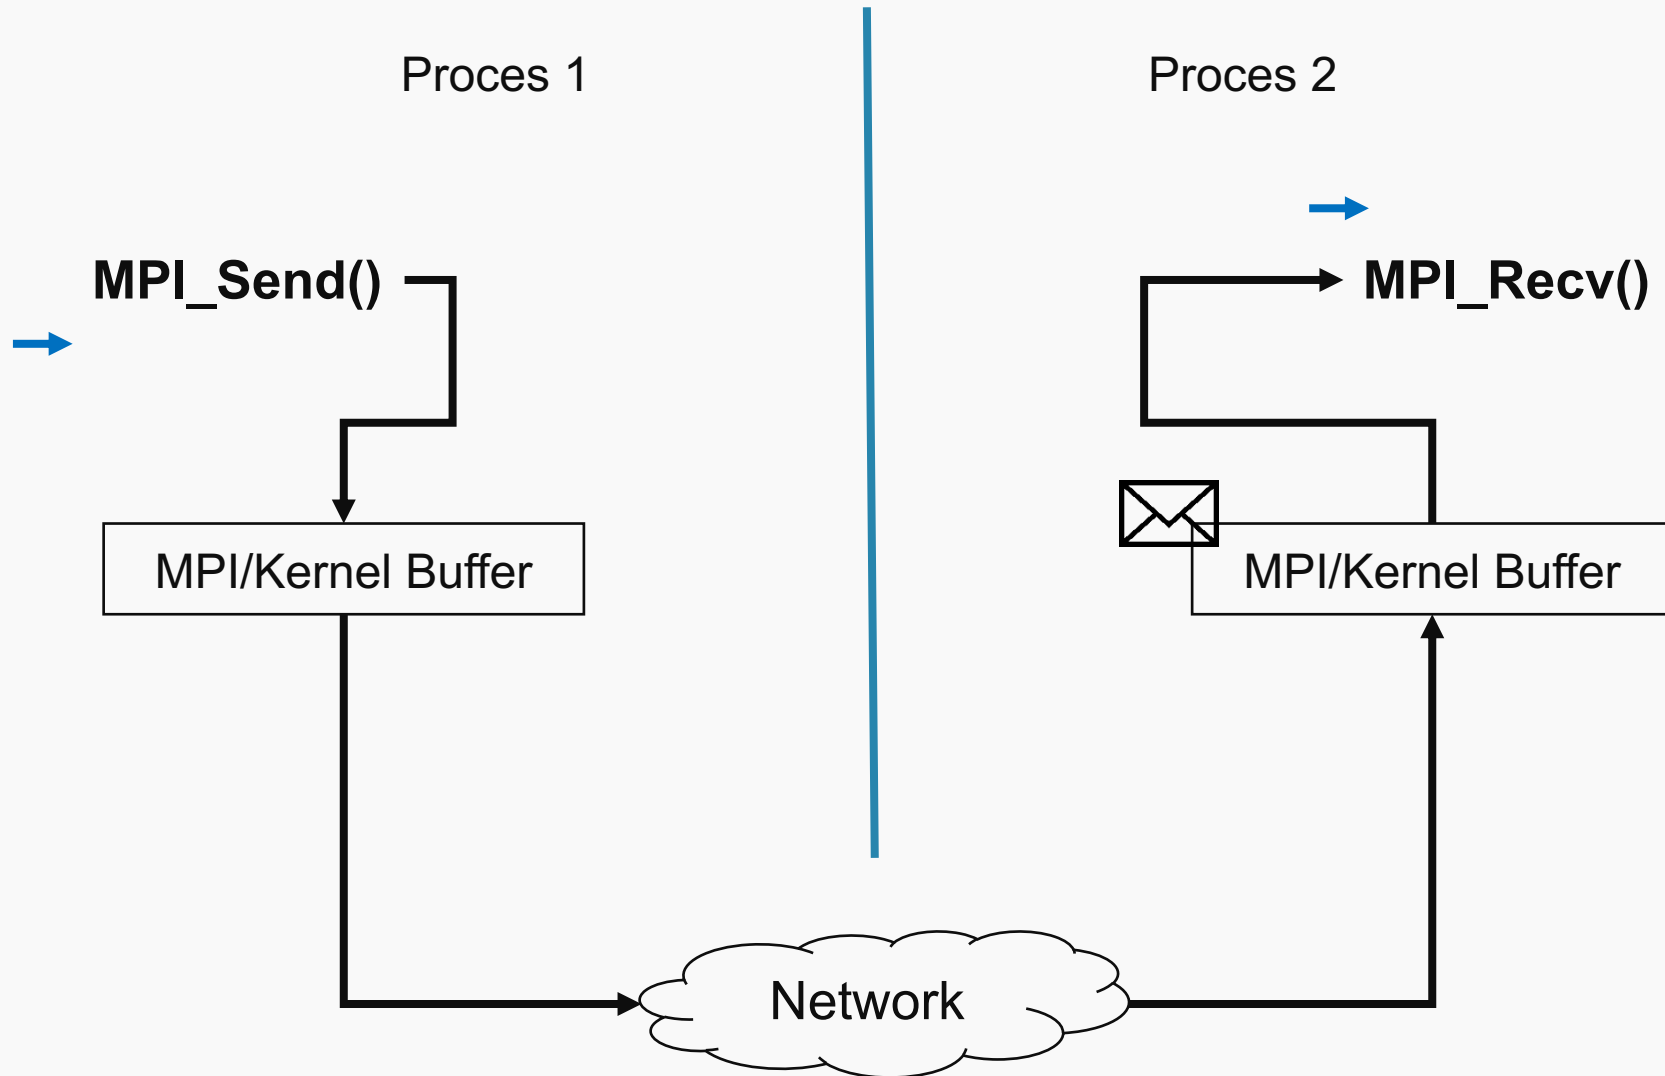 Proces 1
Proces 2
MPI_Send()
MPI_Recv()
MPI/Kernel Buffer
MPI/Kernel Buffer
Network